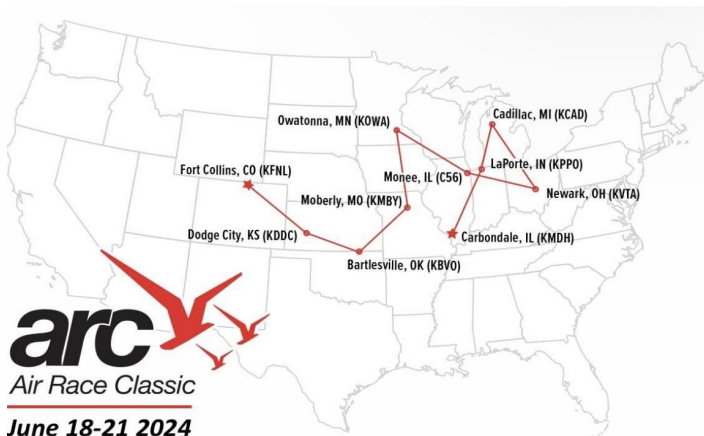 Cadillac, MI (KCAD)
Owatonna, MN (KOWA)
LaPorte, IN (KPPO)
Fort Collins, CO (KFNL)
Monee, IL (C56)
Newark, OH (KVTA)
Moberly, MO (KMBY)
Dodge City, KS (KDDC)
Carbondale, IL (KMDH)
Bartlesville, OK (KBVO)
arc
Air Race Classic
June 18-21 2024